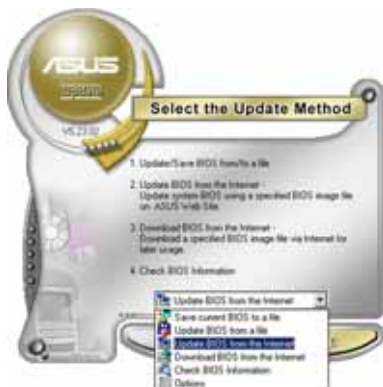 ASUS
UPDATE
V5.23.02
Select the Update Method
1. Update/Save BIOS from/to a file
2. Update BIOS from the Internet -
Update system BIOS using a specified BIOS image file
on ASUS Web Site.
3. Download BIOS from the Internet -
Download a specified BIOS image file via Internet for
later usage.
4. Check BIOS Information
Update BIOS from the Internet
Save current BIOS to a file
Update BIOS from a file
Update BIOS from the Internet
Download BIOS from the Internet
Check BIOS Information
Options